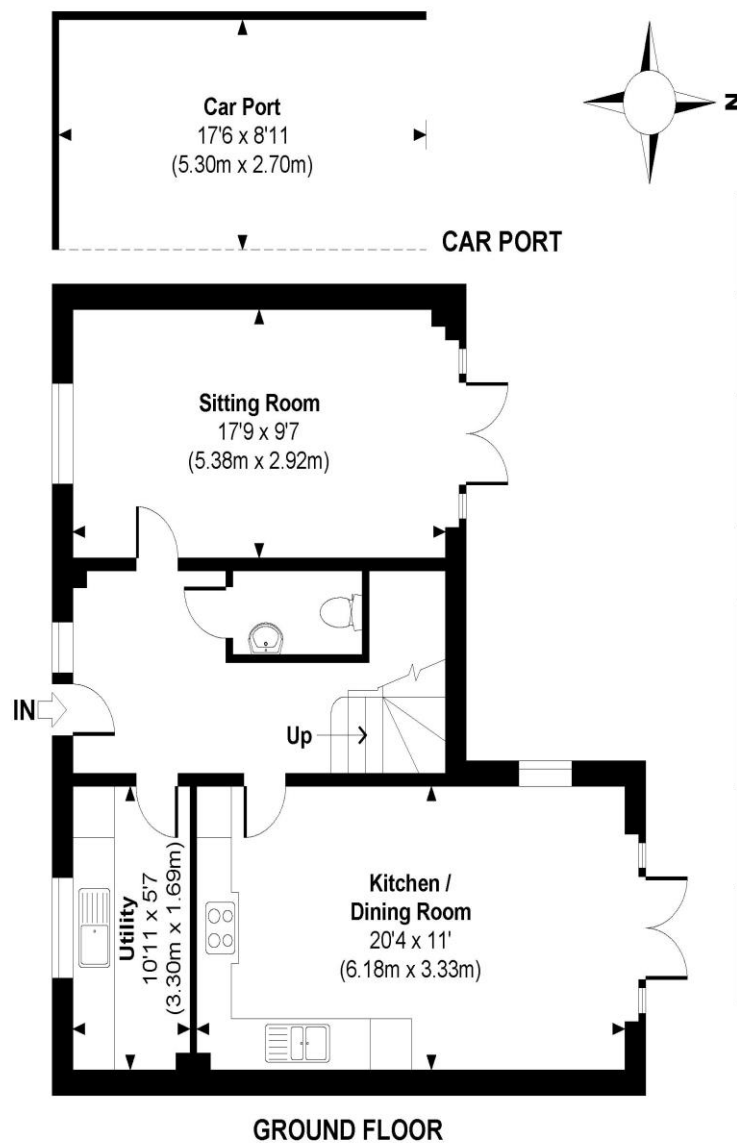 Car Port
17'6 x 8'11
(5.30m x 2.70m)
N
CAR PORT
Sitting Room
17'9 x 9'7
(5.38m x 2.92m)
IN
Up
Utility
10'11 x 5'7
(3.30m x 1.69m)
Kitchen /
Dining Room
20'4 x 11'
(6.18m x 3.33m)
GROUND FLOOR